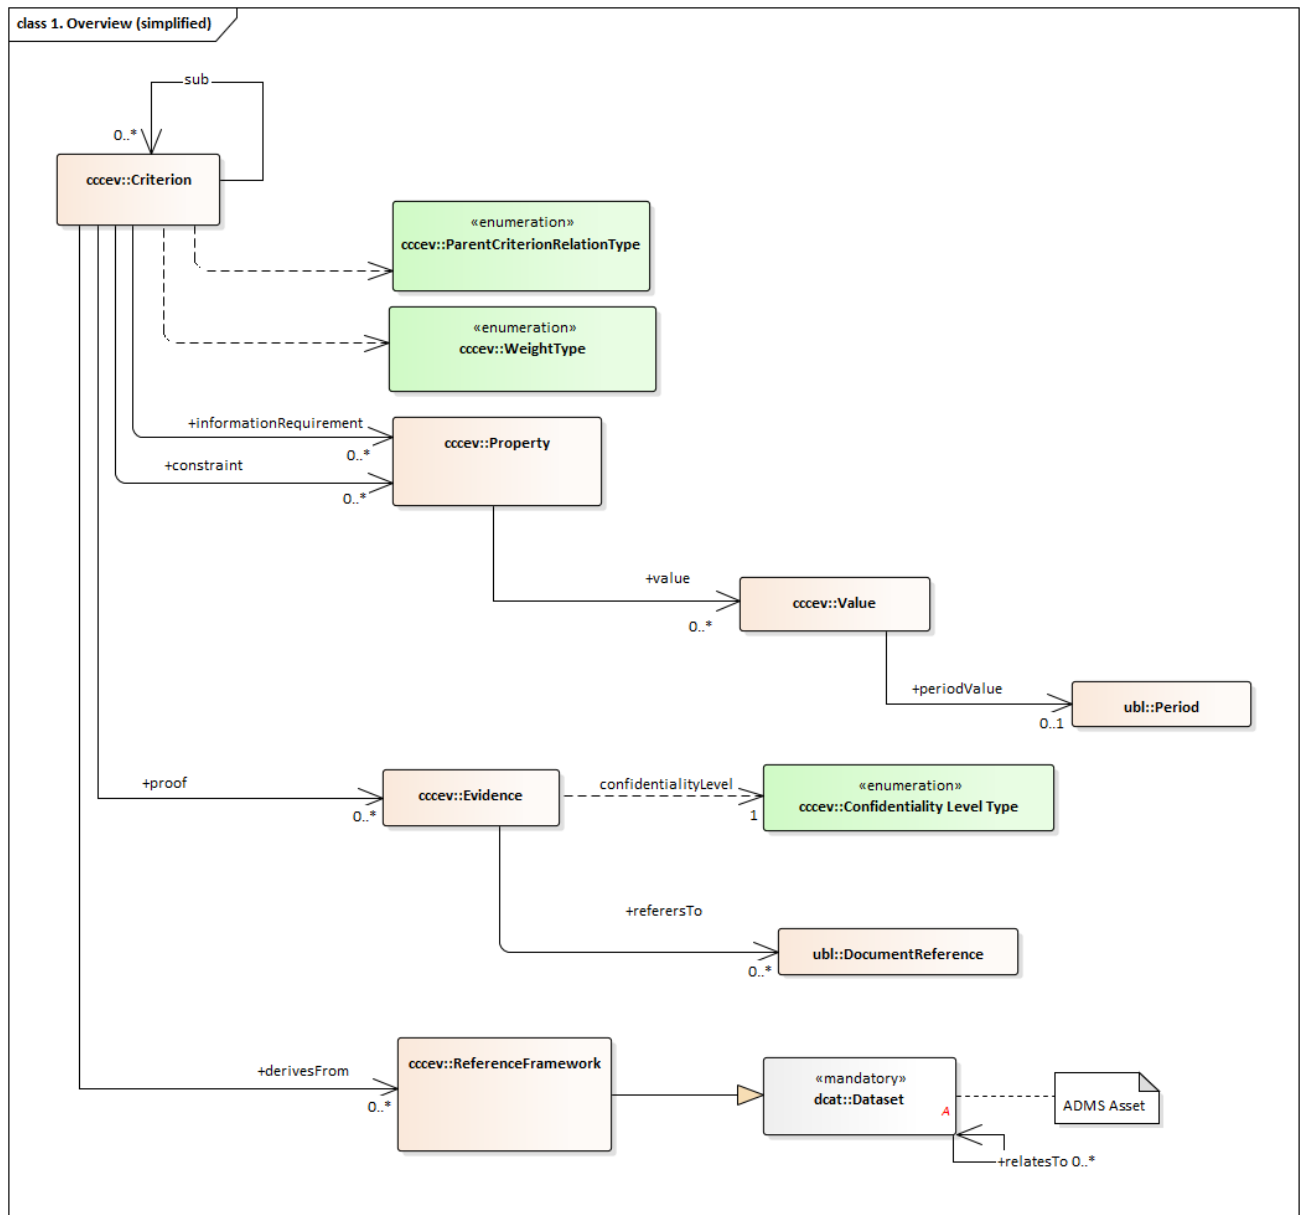 class 1. Overview (simplified)
sub
0..*
cccev::Criterion
«enumeration»
cccev::ParentCriterionRelationType
«enumeration»
cccev::WeightType
+informationRequirement
0..*
cccev::Property
+constraint
0..*
+value
0..*
cccev::Value
+periodValue
0..1
ubl::Period
+proof
0..*
cccev::Evidence
confidentialityLevel
1
«enumeration»
cccev::Confidentiality Level Type
+referersTo
0..*
ubl::DocumentReference
+derivesFrom
0..*
cccev::ReferenceFramework
«mandatory»
dcat::Dataset
A
ADMS Asset
+relatesTo 0..*